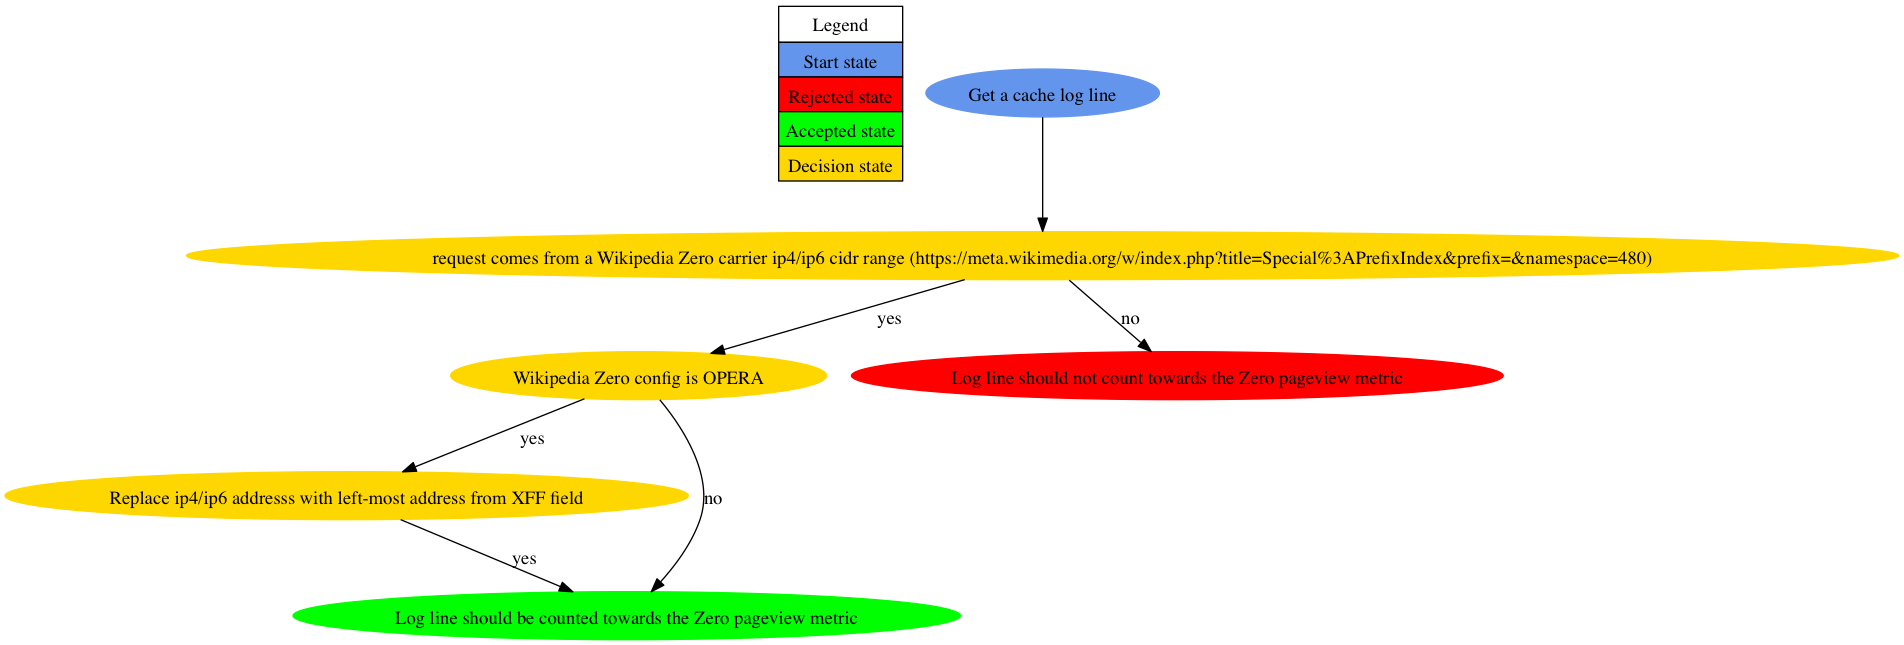 Legend
Start state
Rejected state
Accepted state
Decision state
Get a cache log line
request comes from a Wikipedia Zero carrier ip4/ip6 cidr range (https://meta.wikimedia.org/w/index.php?title=Special%3APrefixIndex&prefix=&namespace=480)
yes
no
Wikipedia Zero config is OPERA
Log line should not count towards the Zero pageview metric
yes
Replace ip4/ip6 addresss with left-most address from XFF field
no
yes
Log line should be counted towards the Zero pageview metric